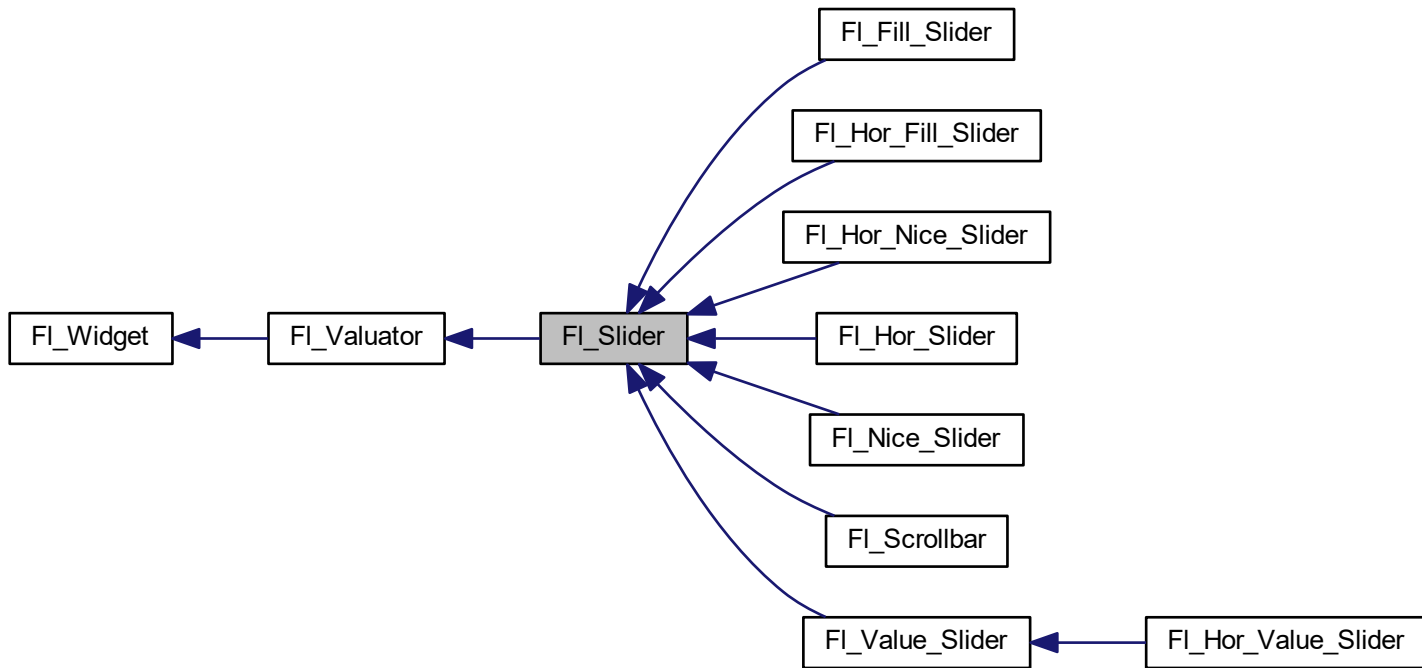 Fl_Fill_Slider
Fl_Hor_Fill_Slider
Fl_Hor_Nice_Slider
Fl_Widget
Fl_Valuator
Fl_Slider
Fl_Hor_Slider
Fl_Nice_Slider
Fl_Scrollbar
Fl_Value_Slider
Fl_Hor_Value_Slider